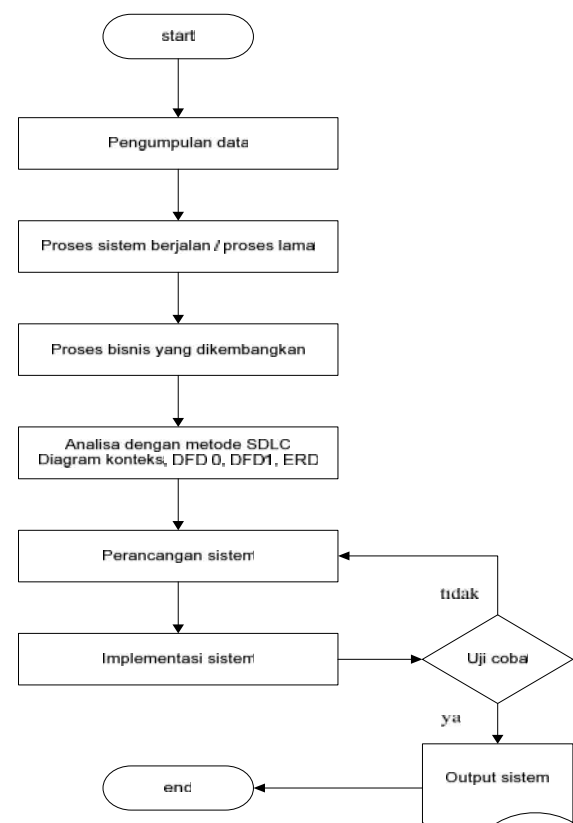 start
Pengumpulan data
Proses sistem berjalan / proses lama
Proses bisnis yang dikembangkan
Analisa dengan metode SDLC
Diagram konteks, DFD 0, DFD1, ERD
Perancangan sistem
tidak
Implementasi sistem
Uji coba
ya
Output sistem
end